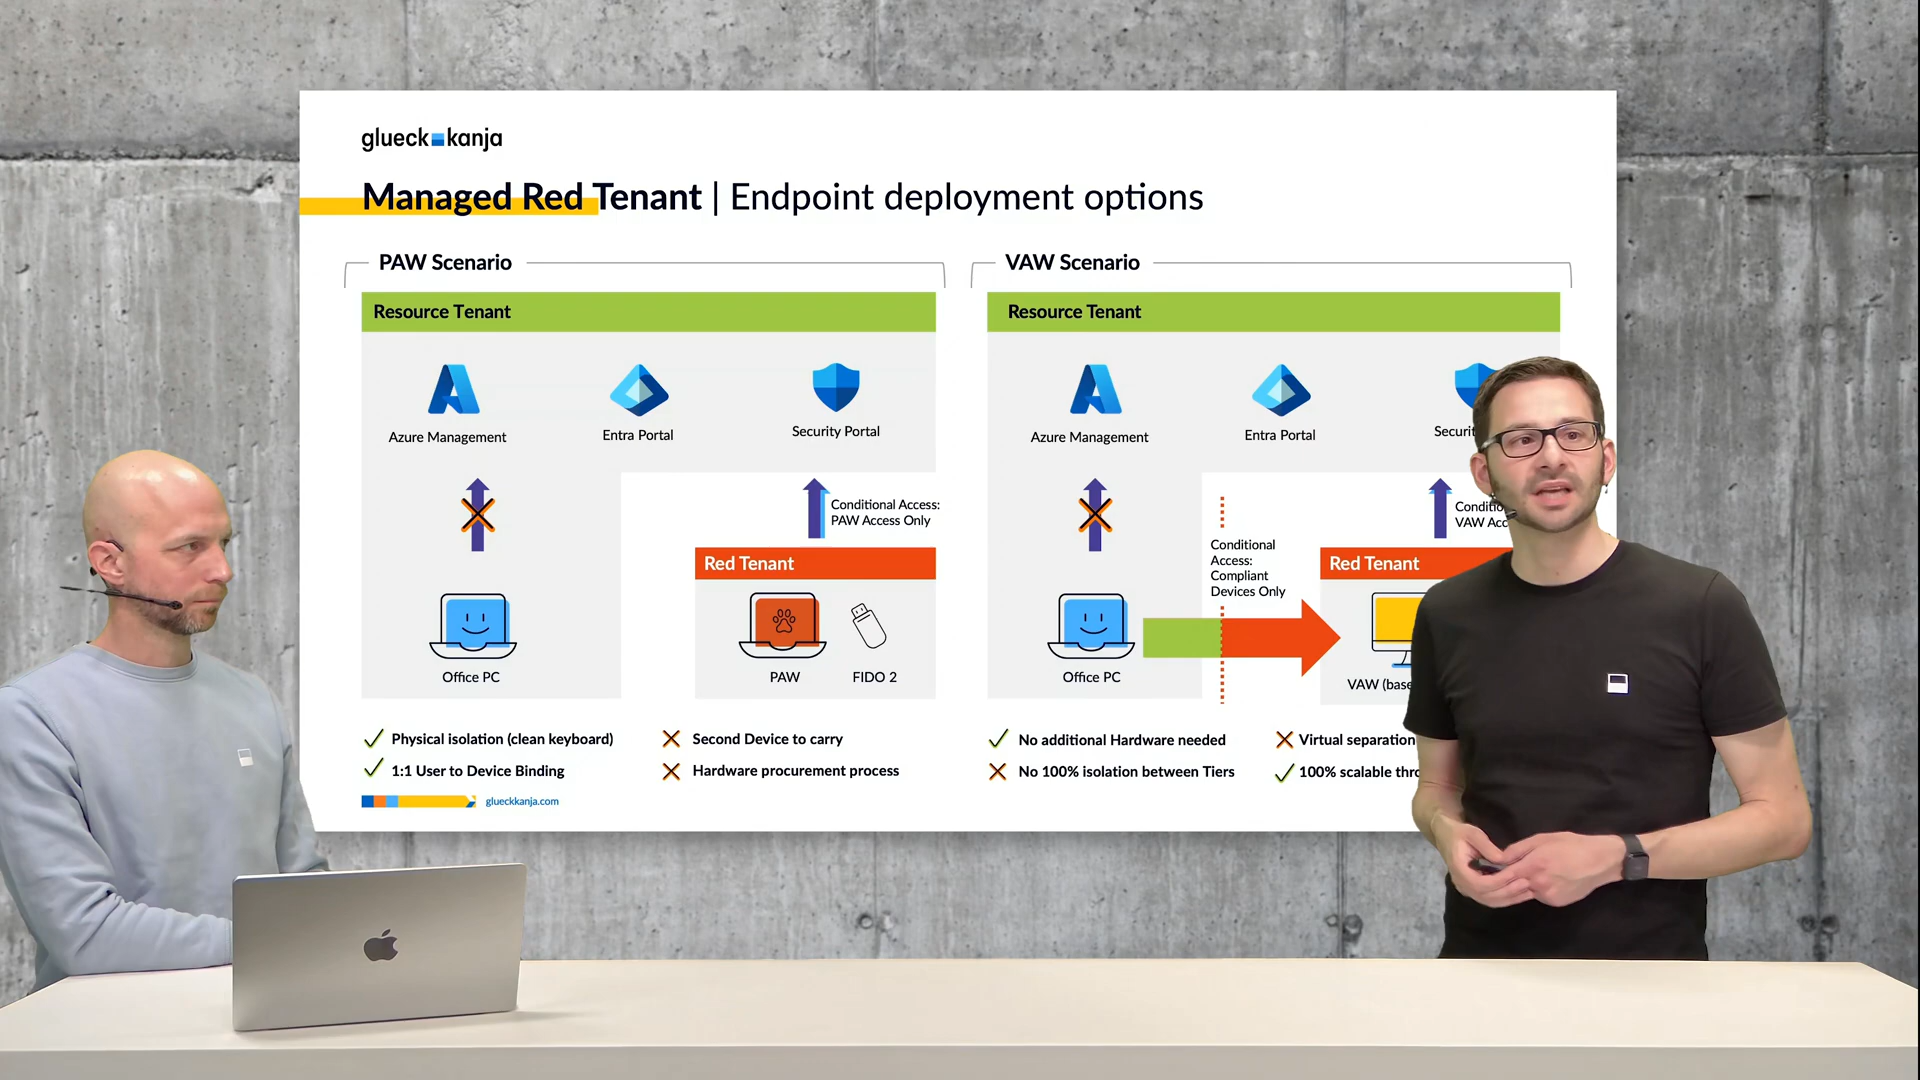 glueck kanja
Managed Red Tenant | Endpoint deployment options
PAW Scenario
Resource Tenant
Azure Management
Entra Portal
Security Portal
Conditional Access:
PAW Access Only
Red Tenant
Office PC
PAW
FIDO 2
Physical isolation (clean keyboard)
1:1 User to Device Binding
Second Device to carry
Hardware procurement process
VAW Scenario
Resource Tenant
Azure Management
Entra Portal
Conditional
Access:
Compliant
Devices Only
VAW
Red Tenant
Office PC
VAW
No additional Hardware needed
No 100% isolation between Tiers
Virtual separation
100% scalable
glueckkanja.com